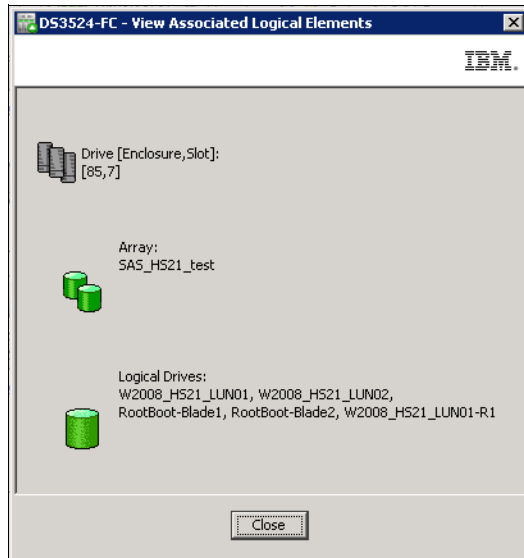 DS3524-FC - View Associated Logical Elements
IBM.
Drive [Enclosure,Slot]:
[85,7]
Array:
SAS_HS21_test
Logical Drives:
W2008_HS21_LUN01, W2008_HS21_LUN02,
RootBoot-Blade1, RootBoot-Blade2, W2008_HS21_LUN01-R1
Close